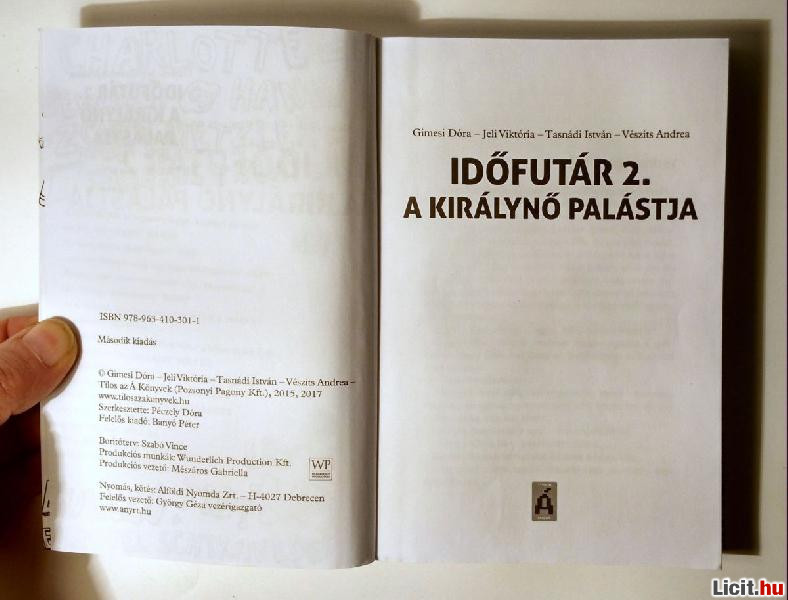 ISBN 978-963-410-301-1
Második kiadás
© Gimesi Dóra – Jeli Viktória – Tasnádi István – Vészits Andrea –
Tilos az Á Könyvek (Pozsonyi Pagony Kft.), 2015, 2017
www.tilosazakonyvek.hu
Szerkesztette: Péczely Dóra
Felelős kiadó: Banyó Péter
Borítóterv: Szabó Vince
Produkciós munkák: Wunderlich Production Kft.
Produkciós vezető: Mészáros Gabriella
WP
Nyomás, kötés: Alföldi Nyomda Zrt. – H-4027 Debrecen
Felelős vezető: György Géza vezérigazgató
www.anyrt.hu
Gimesi Dóra – Jeli Viktória – Tasnádi István – Vészits Andrea
IDŐFUTÁR 2.
A KIRÁLYNŐ PALÁSTJA
Á
Licit.hu